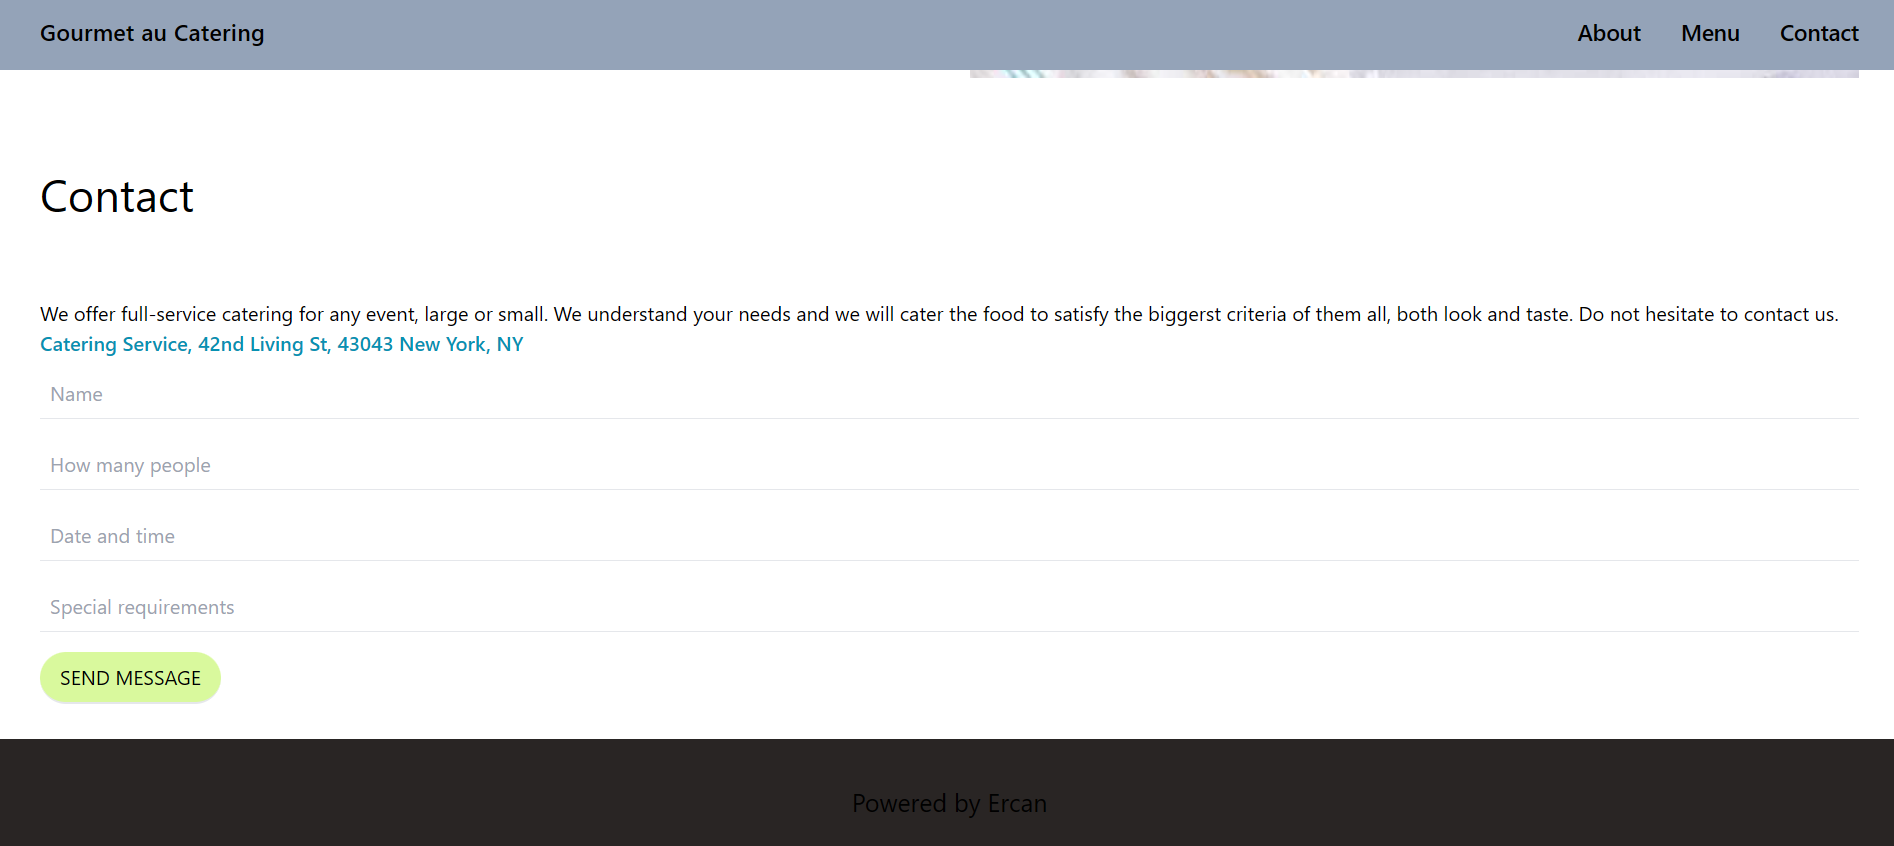 Gourmet au Catering
About Menu Contact
Contact
We offer full-service catering for any event, large or small. We understand your needs and we will cater the food to satisfy the biggerst criteria of them all, both look and taste. Do not hesitate to contact us.
Catering Service, 42nd Living St, 43043 New York, NY
Name
How many people
Date and time
Special requirements
SEND MESSAGE
Powered by Ercan